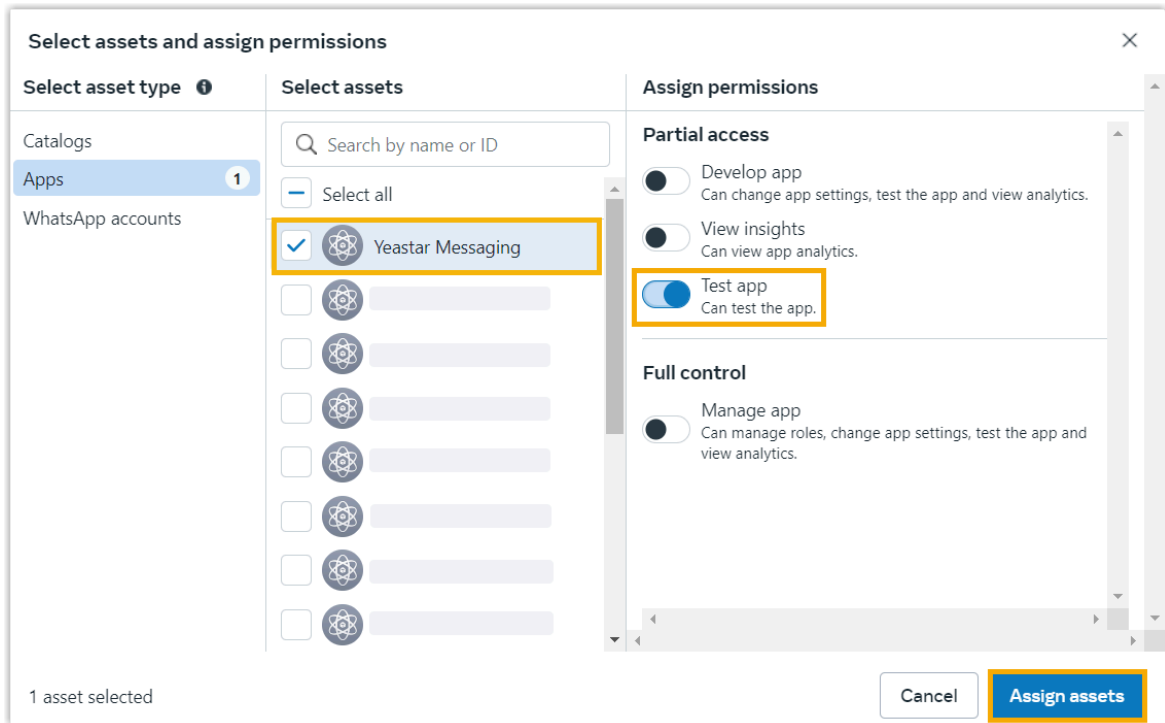 Select assets and assign permissions
Select asset type
Select assets
Assign permissions
Catalogs
Apps
1
WhatsApp accounts
Search by name or ID
Select all
Yeastar Messaging
Partial access
Develop app
Can change app settings, test the app and view analytics.
View insights
Can view app analytics.
Test app
Can test the app.
Full control
Manage app
Can manage roles, change app settings, test the app and
view analytics.
1 asset selected
Cancel
Assign assets